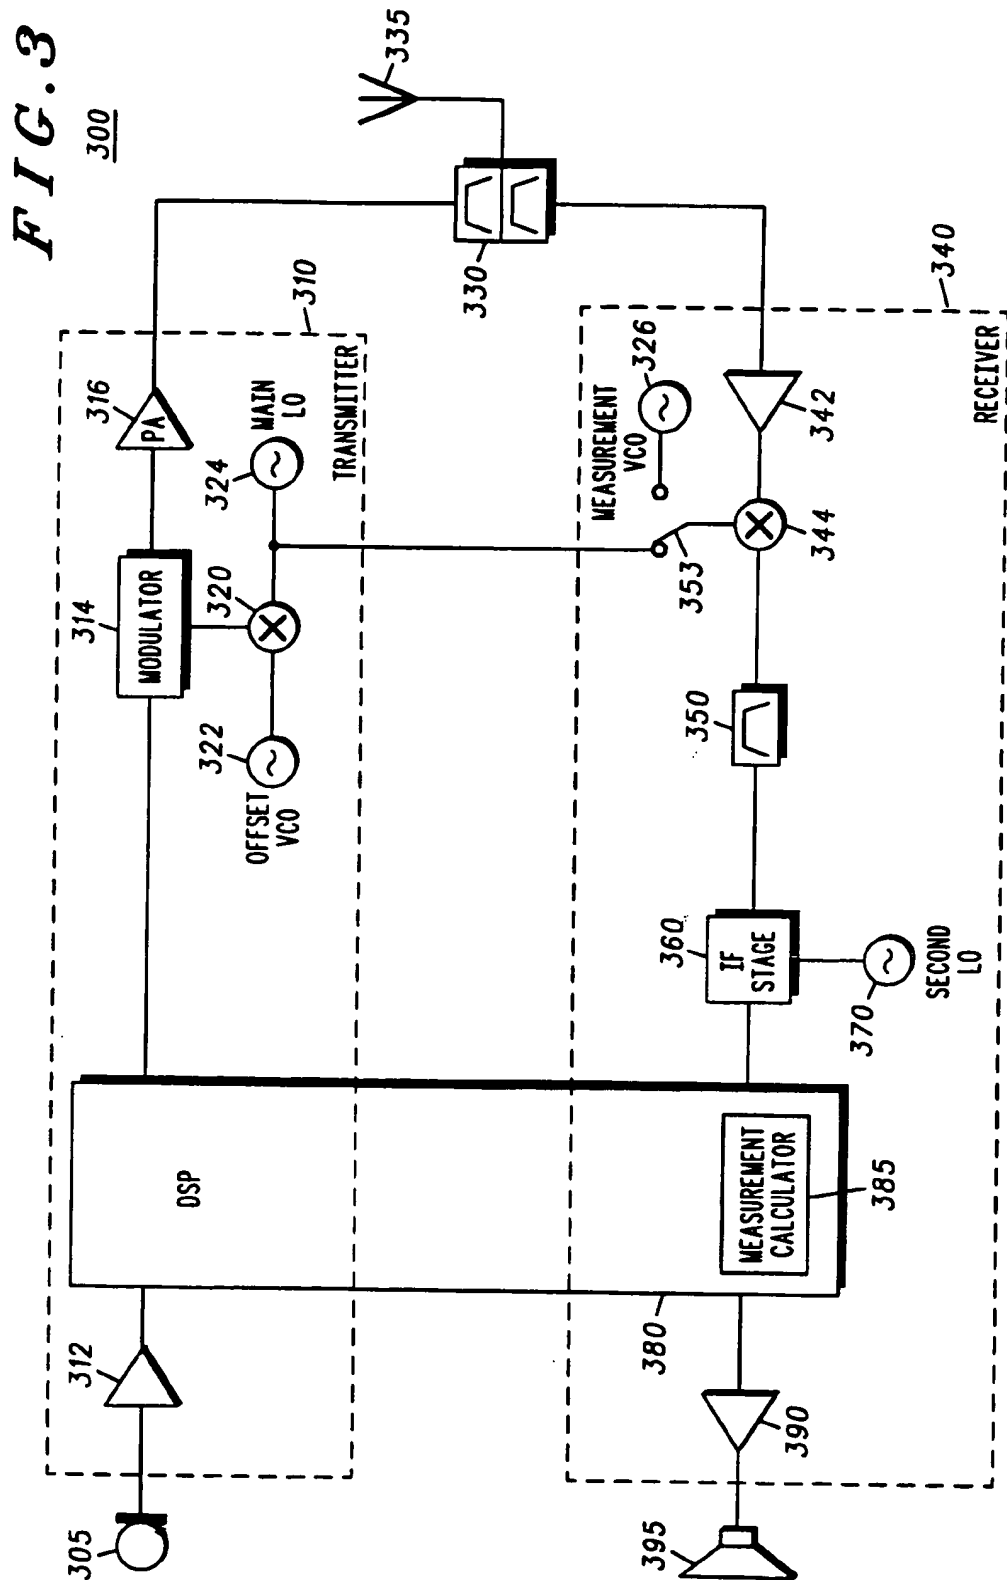 FIG.3
300
305
312
DSP
314
MODULATOR
316
PA
310
TRANSMITTER
320
322
OFFSET
VCO
324
MAIN
LO
330
335
340
RECEIVER
326
MEASUREMENT
VCO
342
344
353
350
360
IF
STAGE
370
SECOND
LO
380
MEASUREMENT
CALCULATOR
385
390
395